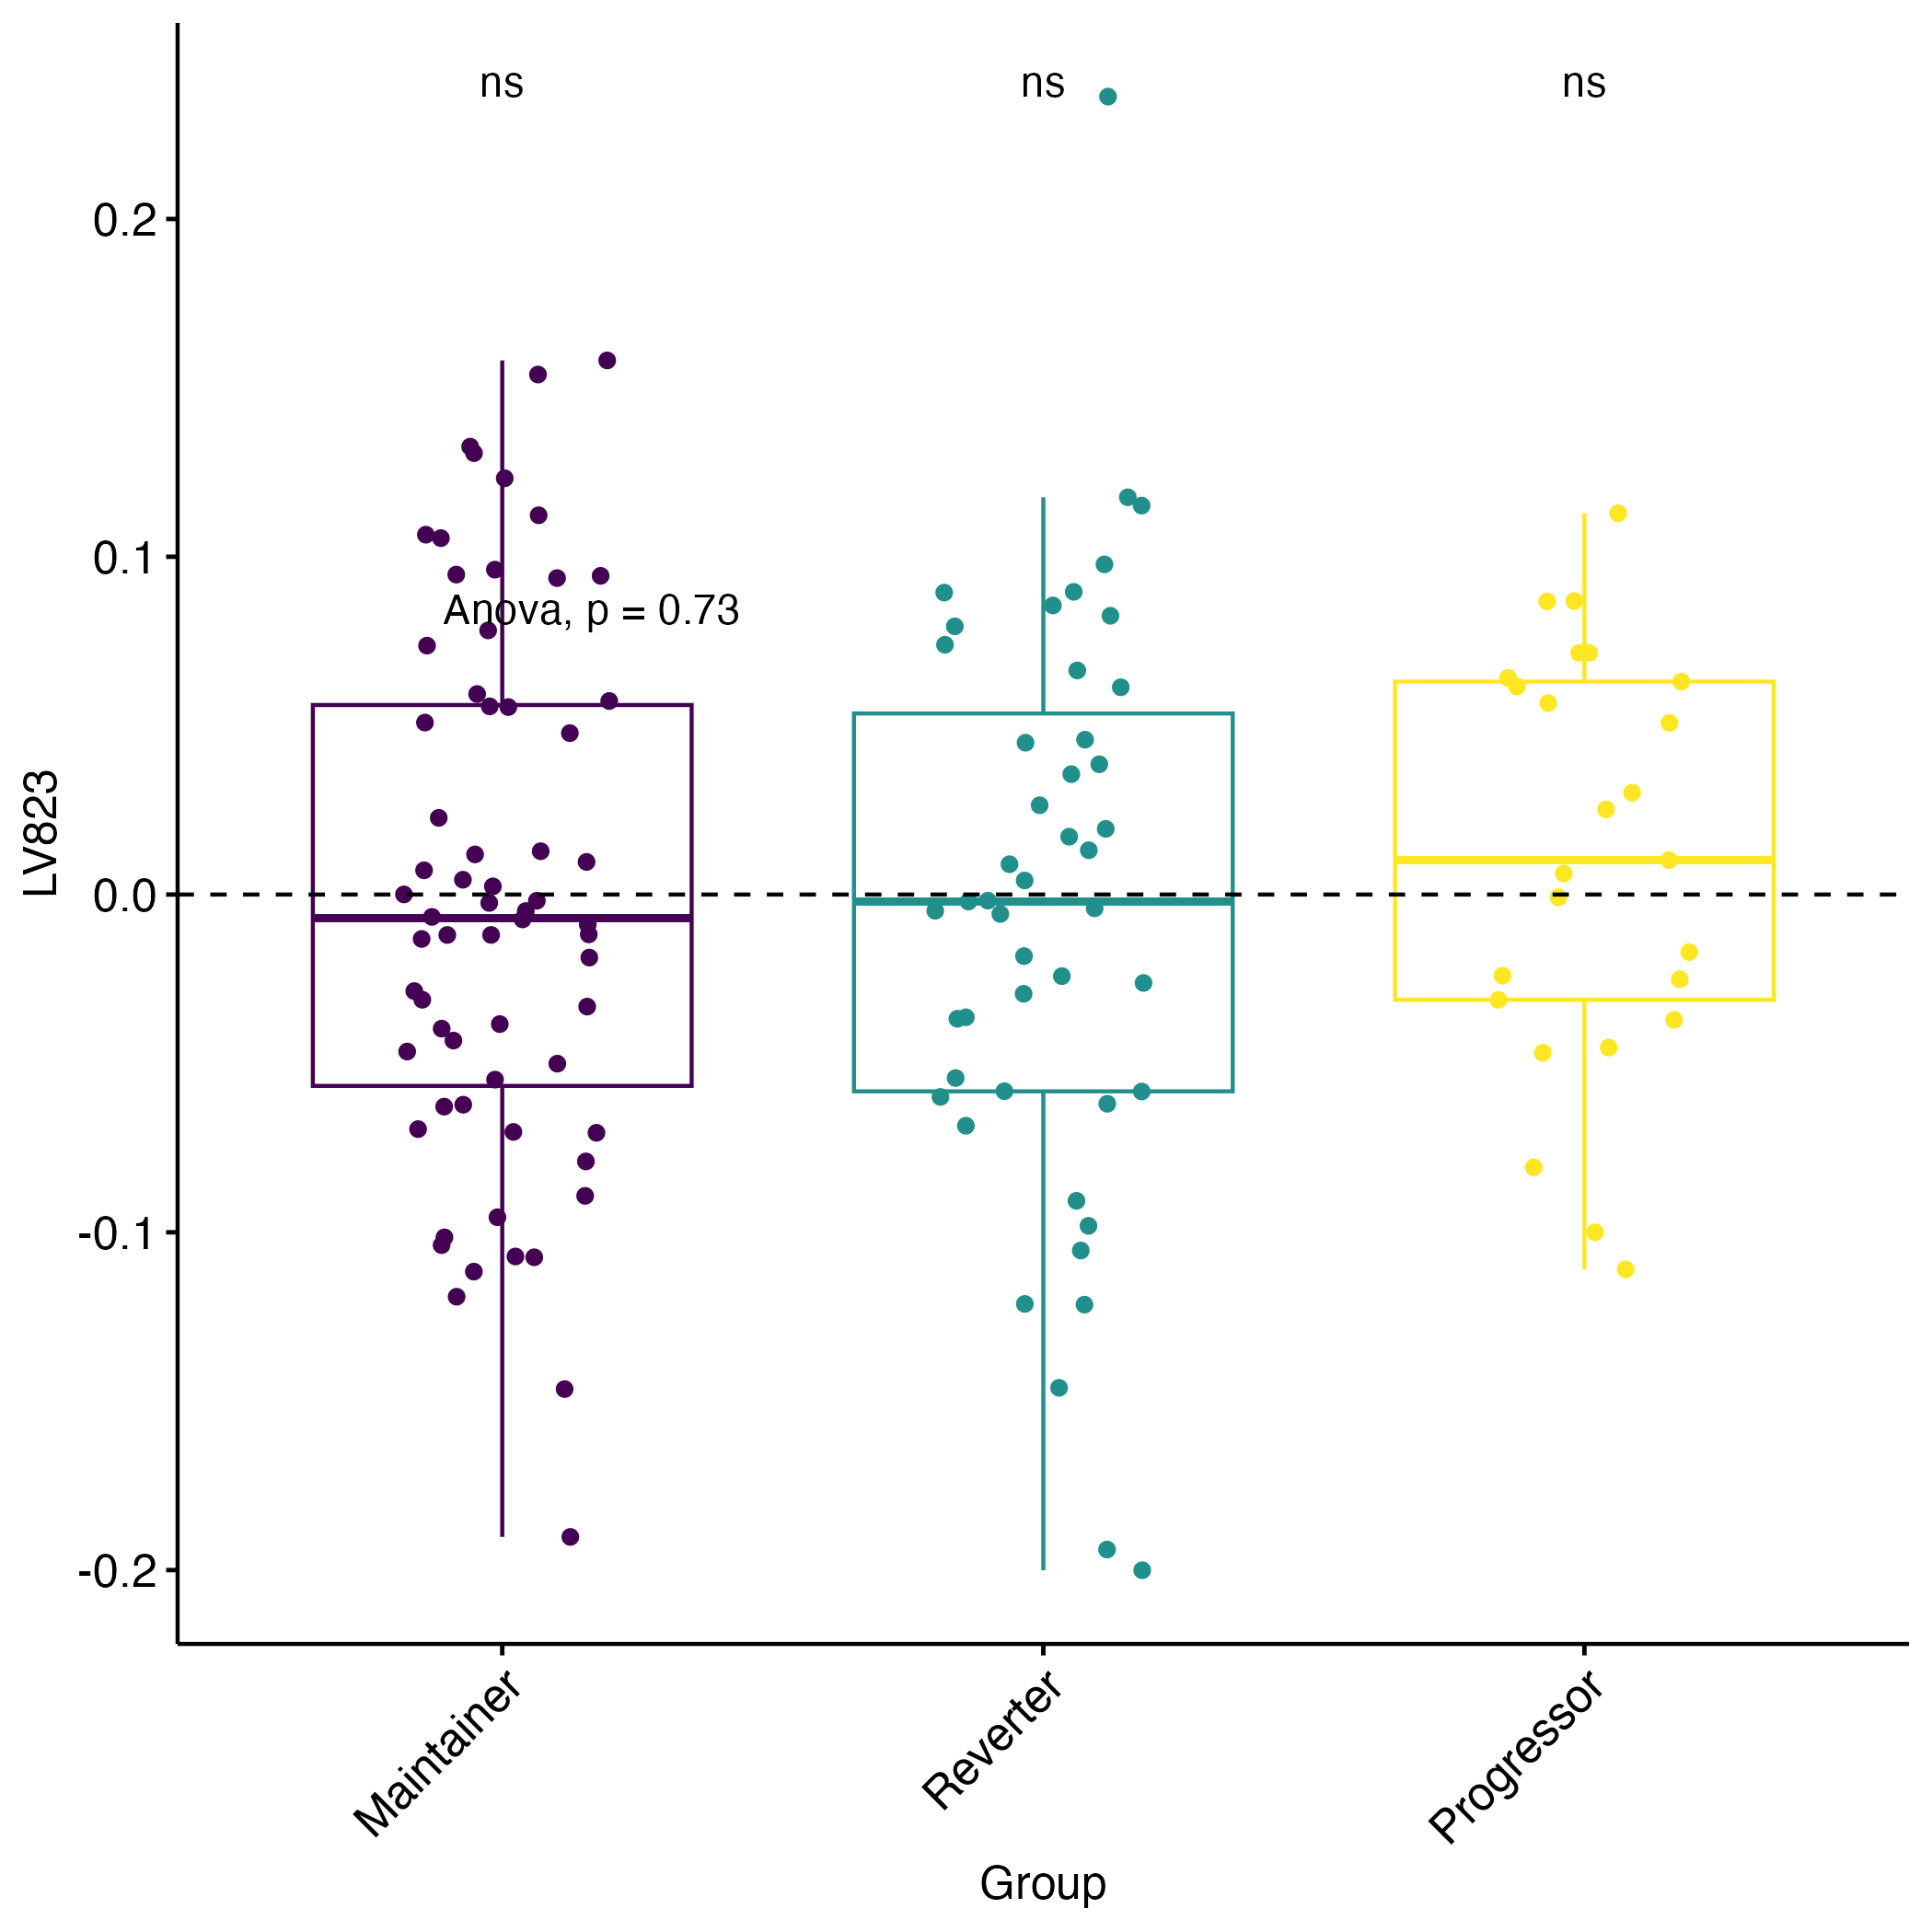 ns ns ns
0.2
0.1
Anova, p = 0.73
LV823
0.0
-0.1
-0.2
Maintainer Reverter Progressor
Group